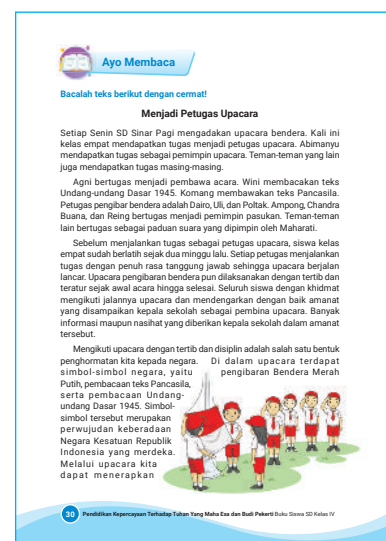 Ayo Membaca
Bacalah teks berikut dengan cermat!
Menjadi Petugas Upacara
Setiap Senin SD Sinar Pagi mengadakan upacara bendera. Kali ini
kelas empat mendapatkan tugas menjadi petugas upacara. Abimanyu
mendapatkan tugas sebagai pemimpin upacara. Teman-teman yang lain
juga mendapatkan tugas masing-masing.
Agni bertugas menjadi pembawa acara. Wini membacakan teks
Undang-undang Dasar 1945. Komang membawakan teks Pancasila.
Petugas pengibar bendera adalah Dairo, Uli, dan Poltak. Ampong, Chandra
Buana, dan Reing bertugas menjadi pemimpin pasukan. Teman-teman
lain bertugas sebagai paduan suara yang dipimpin oleh Maharati.
Sebelum menjalankan tugas sebagai petugas upacara, siswa kelas
empat sudah berlatih sejak dua minggu lalu. Setiap petugas menjalankan
tugas dengan penuh rasa tanggung jawab sehingga upacara berjalan
lancar. Upacara pengibaran bendera pun dilaksanakan dengan tertib dan
teratur sejak awal acara hingga selesai. Seluruh siswa dengan khidmat
mengikuti jalannya upacara dan mendengarkan dengan baik amanat
yang disampaikan kepala sekolah sebagai pembina upacara. Banyak
informasi maupun nasihat yang diberikan kepala sekolah dalam amanat
tersebut.
Mengikuti upacara dengan tertib dan disiplin adalah salah satu bentuk
penghormatan kita kepada negara. Di dalam upacara terdapat
simbol-simbol negara, yaitu pengibaran Bendera Merah
Putih, pembacaan teks Pancasila,
serta pembacaan Undang-
undang Dasar 1945. Simbol-
simbol tersebut merupakan
perwujudan keberadaan
Negara Kesatuan Republik
Indonesia yang merdeka.
Melalui upacara kita
dapat menerapkan
30 Pendidikan Kepercayaan Terhadap Tuhan Yang Maha Esa dan Budi Pekerti Buku Siswa SD Kelas IV